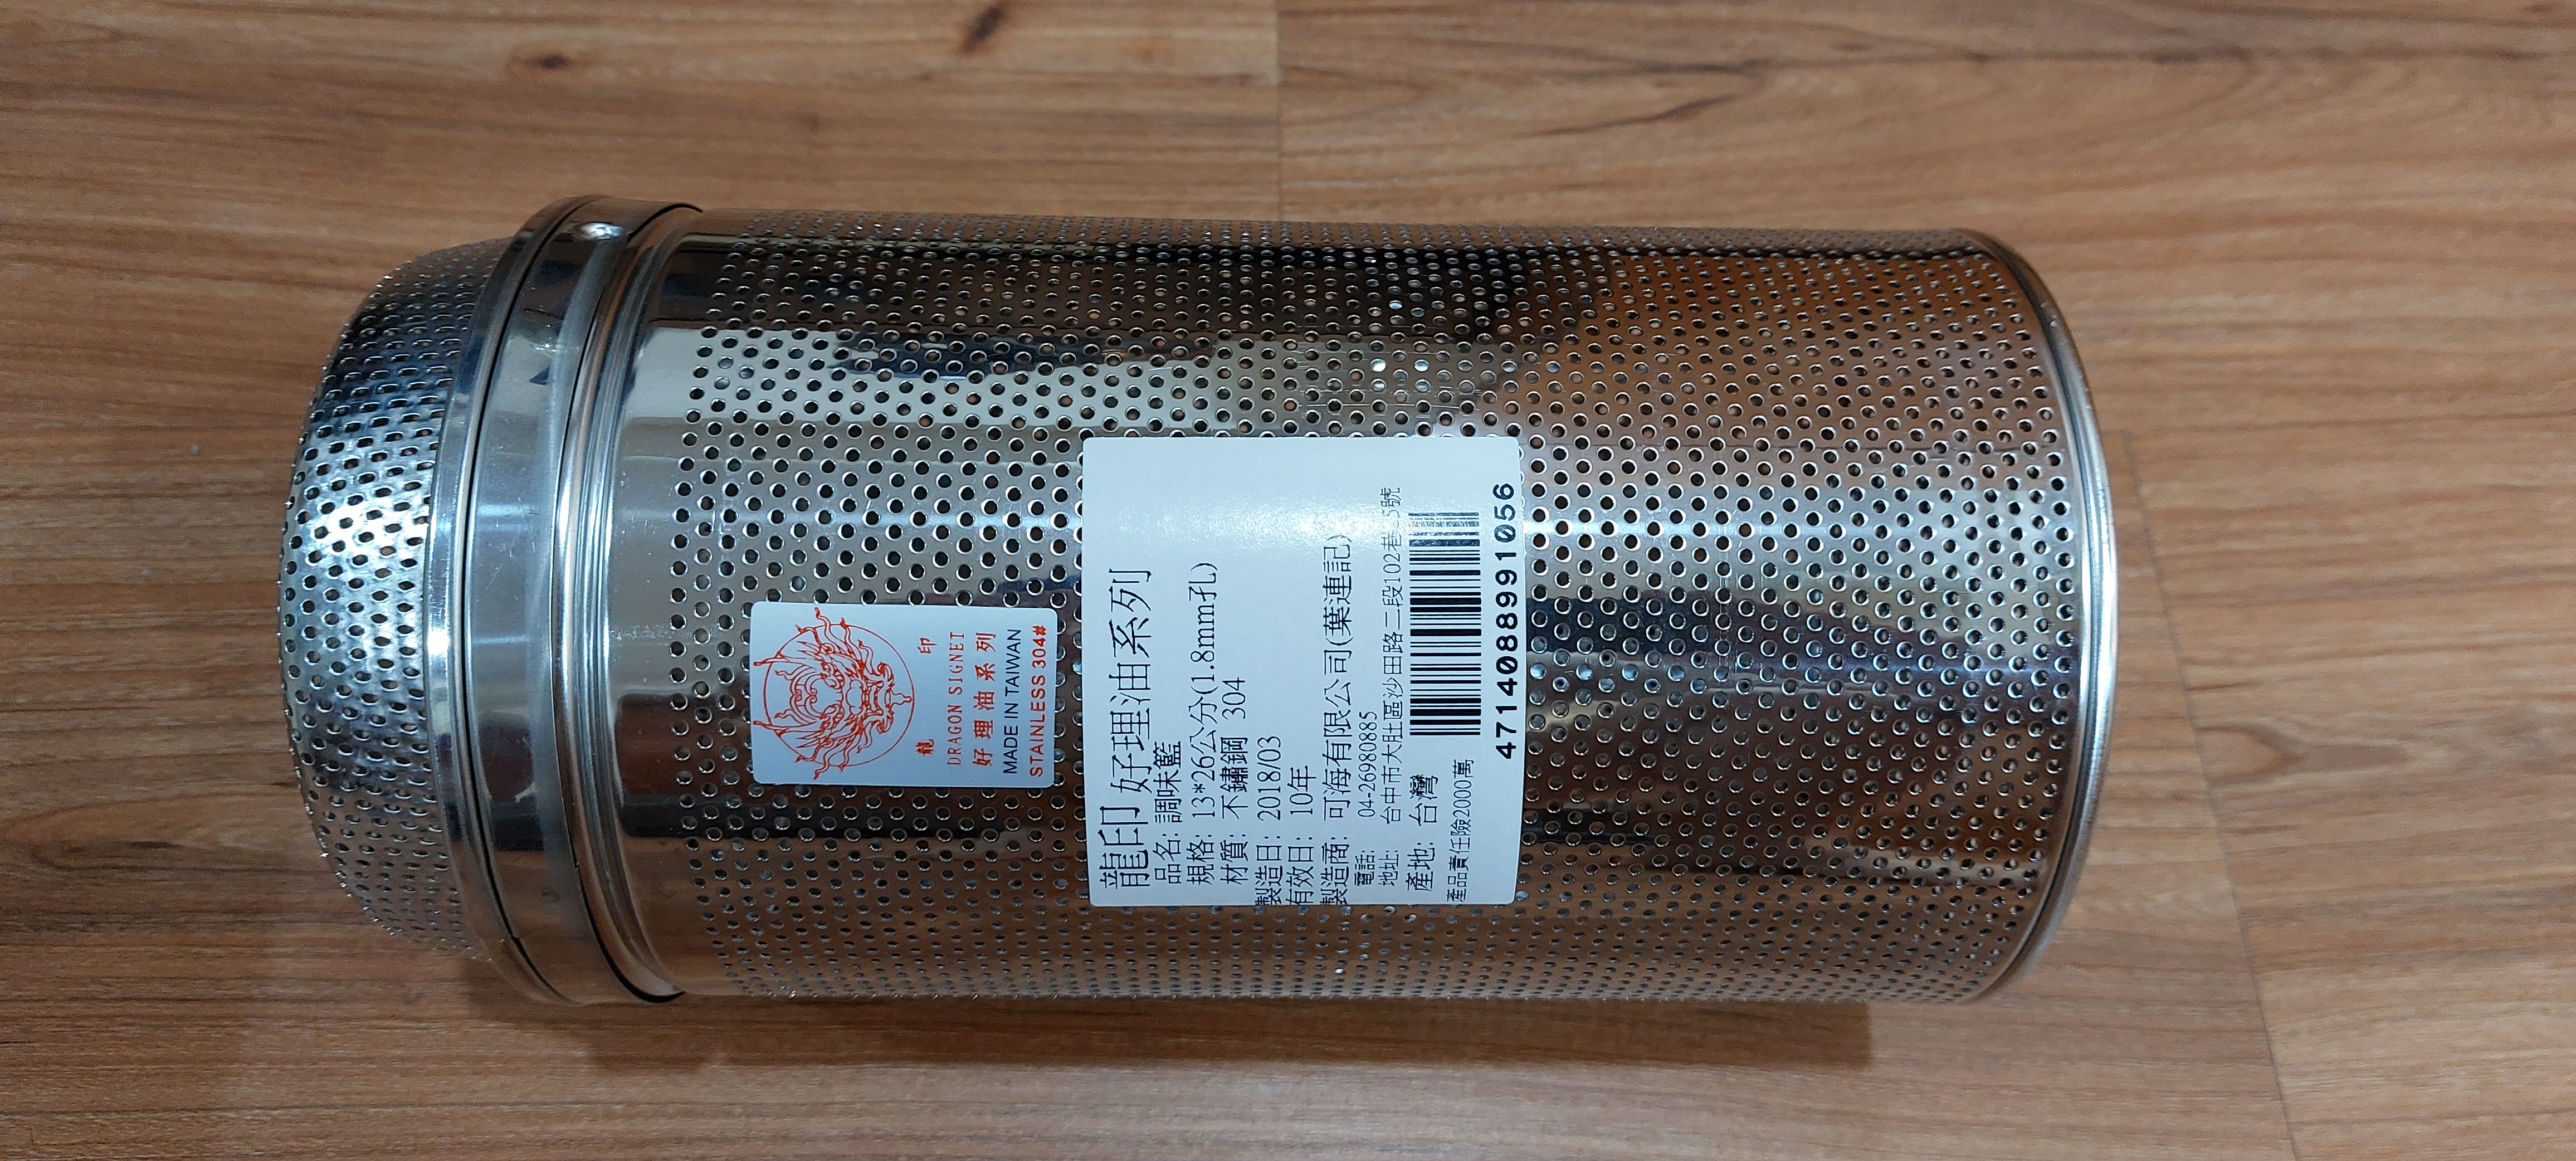 龍 印
DRAGON SIGNET
好理油系列
MADE IN TAIWAN
STAINLESS 304#
龍印 好理油系列
品名: 調味籃
規格: 13*26公分(1.8mm孔)
材質: 不鏽鋼 304
製造日: 2018/03
有效日: 10年
製造商: 可海有限公司(葉連記)
電話: 04-26980885
地址: 台中市大肚區沙田路二段102巷 5號
產地: 台灣
產品責任險2000萬
4714088991056